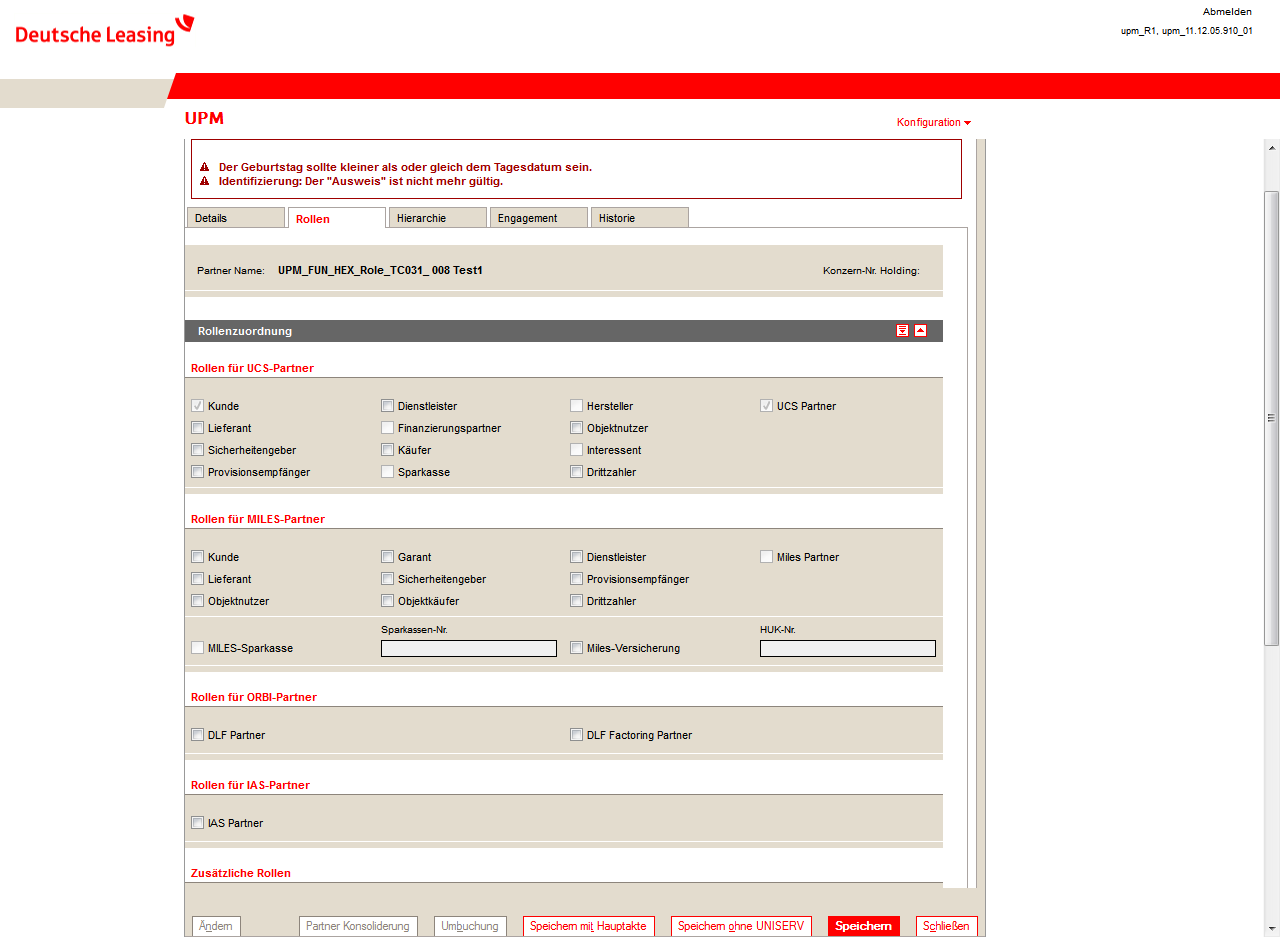 Deutsche Leasing
Abmelden
upm_R1, upm_11.12.05.910_01
UPM
Konfiguration
Der Geburtstag sollte kleiner als oder gleich dem Tagesdatum sein.
Identifizierung: Der "Ausweis" ist nicht mehr gültig.
Details Rollen Hierarchie Engagement Historie
Partner Name: UPM_FUN_HEX_Role_TC031_ 008 Test1 Konzern-Nr. Holding:
Rollenzuordnung
Rollen für UCS-Partner
Kunde Dienstleister Hersteller UCS Partner
Lieferant Finanzierungspartner Objektnutzer
Sicherheitengeber Käufer Interessent
Provisionsempfänger Sparkasse Drittzahler
Rollen für MILES-Partner
Kunde Garant Dienstleister Miles Partner
Lieferant Sicherheitengeber Provisionsempfänger
Objektnutzer Objektkäufer Drittzahler
Sparkassen-Nr. HUK-Nr.
MILES-Sparkasse Miles-Versicherung
Rollen für ORBI-Partner
DLF Partner DLF Factoring Partner
Rollen für IAS-Partner
IAS Partner
Zusätzliche Rollen
Ändern Partner Konsolidierung Umbuchung Speichern mit Hauptakte Speichern ohne UNISERV Speichern Schließen